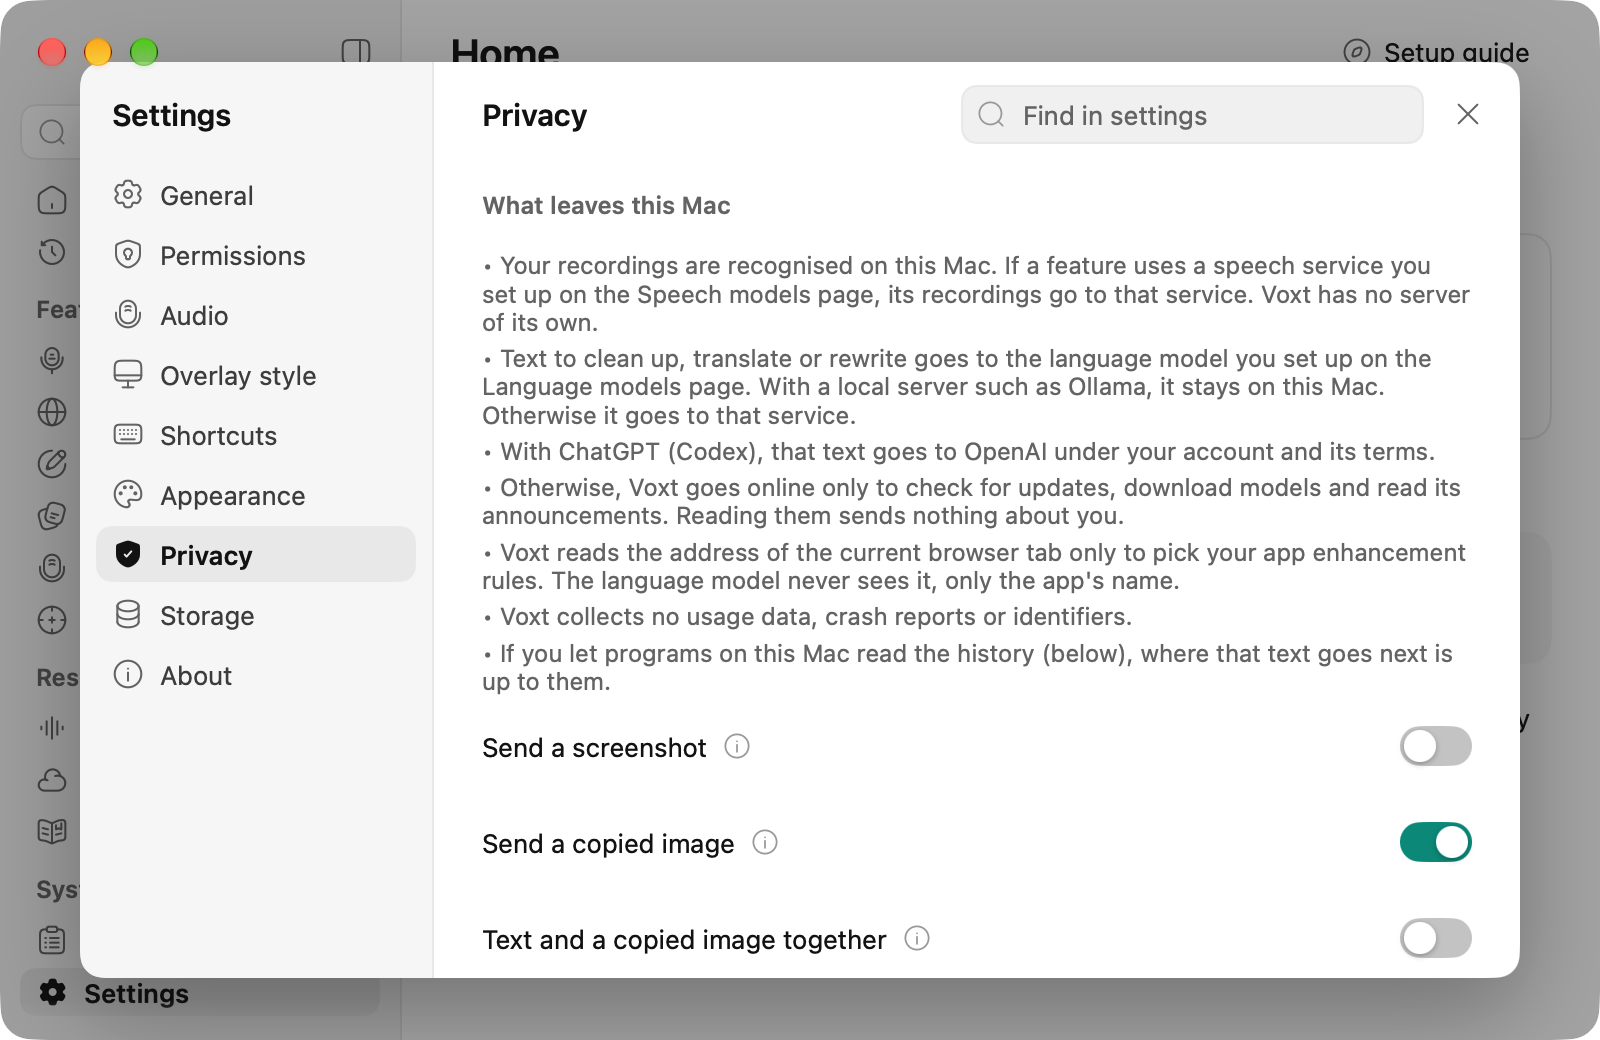 Home
Setup guide
Settings
Privacy
Find in settings
General
Permissions
Audio
Overlay style
Shortcuts
Appearance
Privacy
Storage
About
What leaves this Mac
• Your recordings are recognised on this Mac. If a feature uses a speech service you
set up on the Speech models page, its recordings go to that service. Voxt has no server
of its own.
• Text to clean up, translate or rewrite goes to the language model you set up on the
Language models page. With a local server such as Ollama, it stays on this Mac.
Otherwise it goes to that service.
• With ChatGPT (Codex), that text goes to OpenAI under your account and its terms.
• Otherwise, Voxt goes online only to check for updates, download models and read its
announcements. Reading them sends nothing about you.
• Voxt reads the address of the current browser tab only to pick your app enhancement
rules. The language model never sees it, only the app's name.
• Voxt collects no usage data, crash reports or identifiers.
• If you let programs on this Mac read the history (below), where that text goes next is
up to them.
Send a screenshot
Send a copied image
Text and a copied image together
Settings